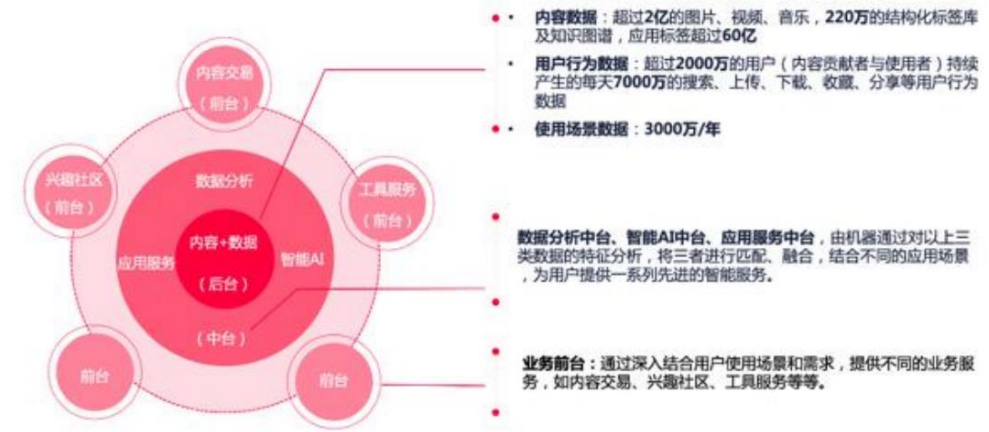 内容交易
（前台）
兴趣社区
（前台）
数据分析
工具服务
（前台）
内容+数据
应用服务
智能AI
（后台）
（中台）
前台
前台
• 内容数据：超过2亿的图片、视频、音乐，220万的结构化标签库
及知识图谱，应用标签超过60亿
• 用户行为数据：超过2000万的用户（内容贡献者与使用者）持续
产生的每天7000万的搜索、上传、下载、收藏、分享等用户行为
数据
• 使用场景数据：3000万/年
数据分析中台、智能AI中台、应用服务中台，由机器通过对以上三
类数据的特征分析，将三者进行匹配、融合，结合不同的应用场景
，为用户提供一系列先进的智能服务。
业务前台：通过深入结合用户使用场景和需求，提供不同的业务服
务，如内容交易、兴趣社区、工具服务等等。